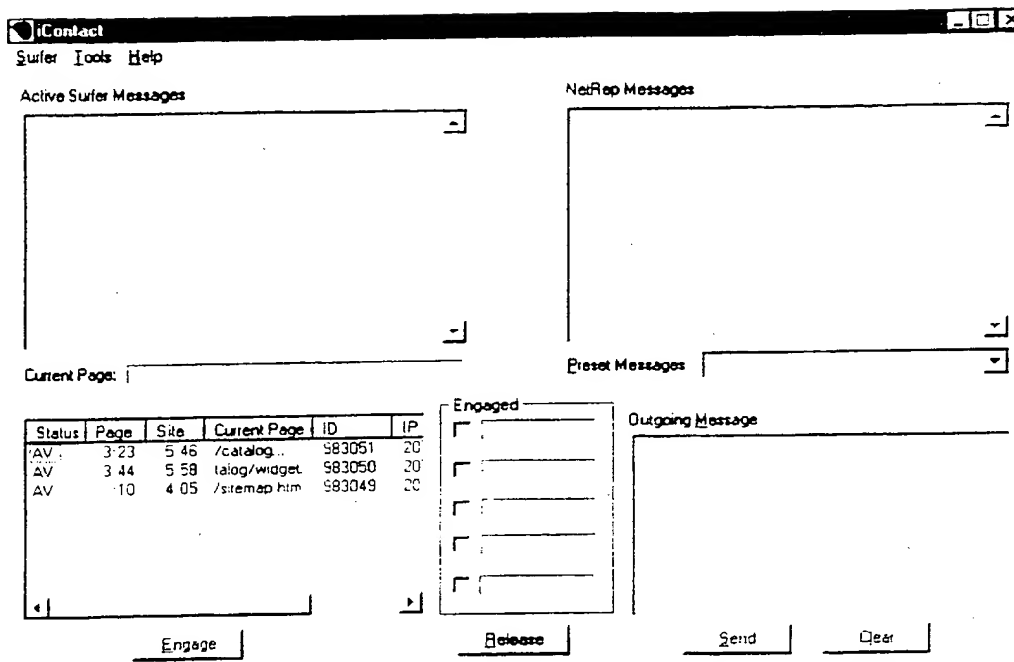 iContact
Surfer Tools Help
Active Surfer Messages
NetRep Messages
Current Page:
Preset Messages
Status Page Site Current Page ID IP
AV 3:23 5 46 /catalog... 983051 20
AV 3 44 5 58 talog/widget. 983050 20
AV :10 4 05 /sitemap.htm 983049 20
Engaged
Outgoing Message
Engage
Release
Send
Clear